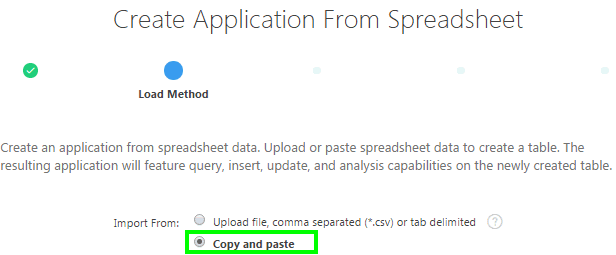 Create Application From Spreadsheet
Load Method
Create an application from spreadsheet data. Upload or paste spreadsheet data to create a table. The
resulting application will feature query, insert, update, and analysis capabilities on the newly created table.
Import From: Upload file, comma separated (*.csv) or tab delimited ?
Copy and paste